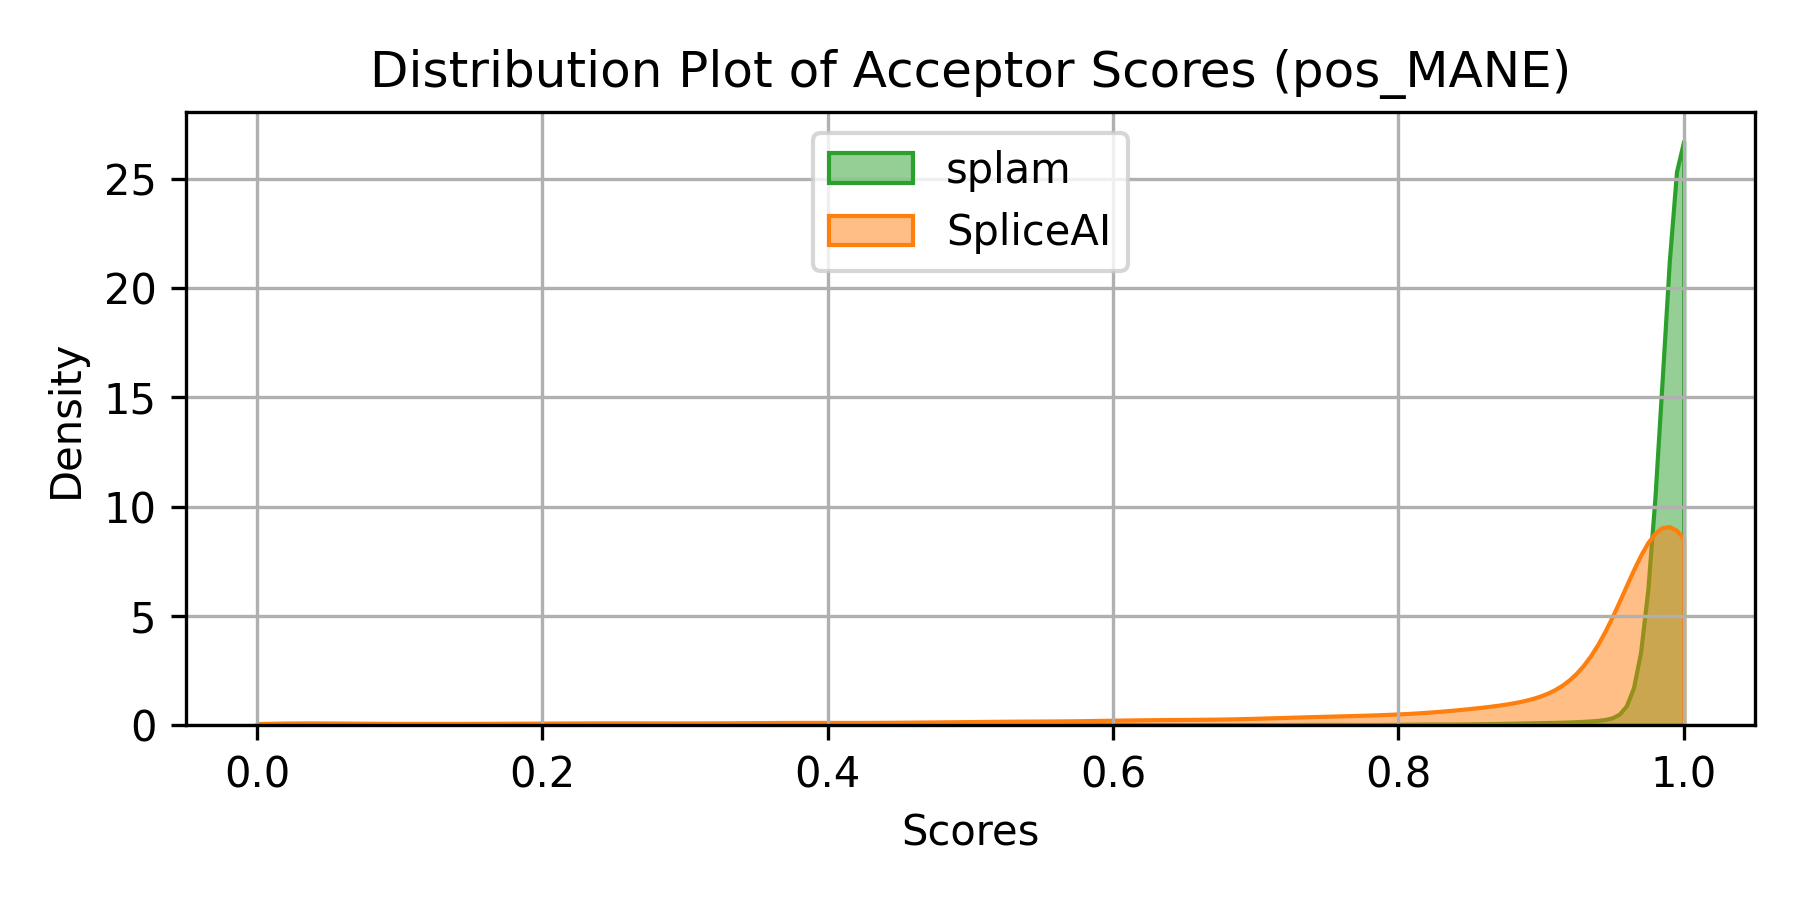 Distribution Plot of Acceptor Scores (pos_MANE)
splam
SpliceAI
Density
25
20
15
10
5
0
0.0 0.2 0.4 0.6 0.8 1.0
Scores